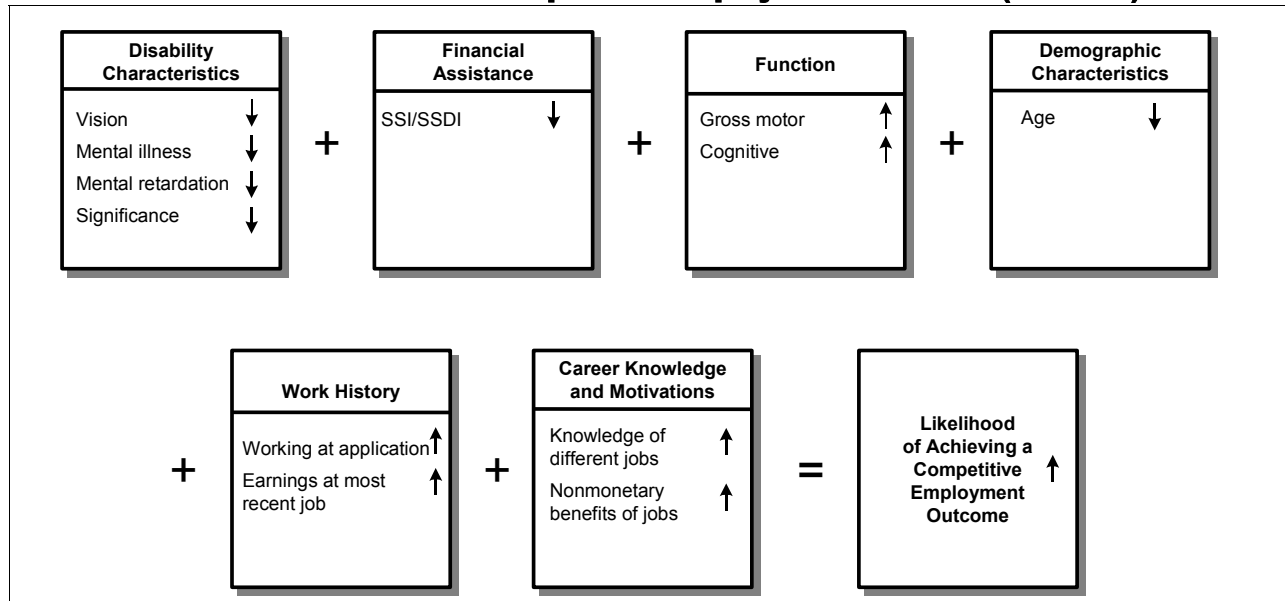 Disability
Characteristics
Vision
Mental illness
Mental retardation
Significance
+
Financial
Assistance
SSI/SSDI
+
Function
Gross motor
Cognitive
+
Demographic
Characteristics
Age
+
Work History
Working at application
Earnings at most
recent job
+
Career Knowledge
and Motivations
Knowledge of
different jobs
Nonmonetary
benefits of jobs
=
Likelihood
of Achieving a
Competitive
Employment
Outcome